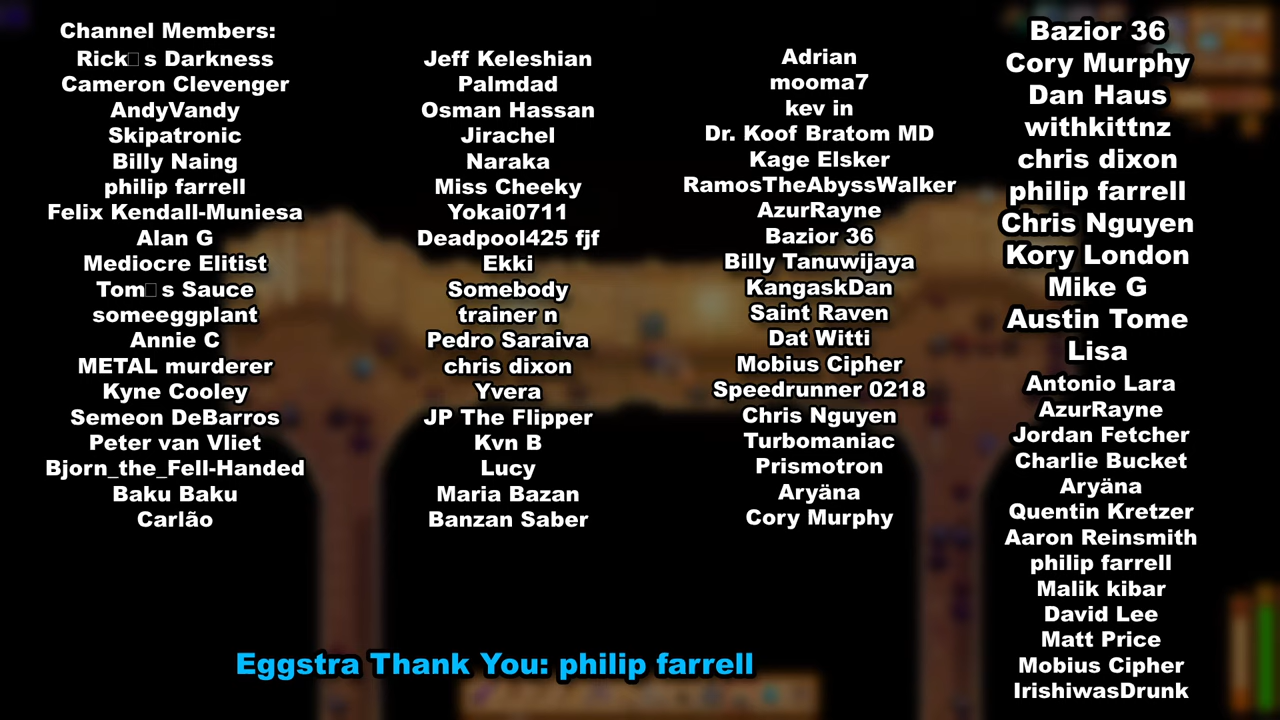 Channel Members:
Rick□s Darkness
Cameron Clevenger
AndyVandy
Skipatronic
Billy Naing
philip farrell
Felix Kendall-Muniesa
Alan G
Mediocre Elitist
Tom□s Sauce
someeggplant
Annie C
METAL murderer
Kyne Cooley
Semeon DeBarros
Peter van Vliet
Bjorn_the_Fell-Handed
Baku Baku
Carlão
Jeff Keleshian
Palmdad
Osman Hassan
Jirachel
Naraka
Miss Cheeky
Yokai0711
Deadpool425 fjf
Ekki
Somebody
trainer n
Pedro Saraiva
chris dixon
Yvera
JP The Flipper
Kvn B
Lucy
Maria Bazan
Banzan Saber
Adrian
mooma7
kev in
Dr. Koof Bratom MD
Kage Elsker
RamosTheAbyssWalker
AzurRayne
Bazior 36
Billy Tanuwijaya
KangaskDan
Saint Raven
Dat Witti
Mobius Cipher
Speedrunner 0218
Chris Nguyen
Turbomaniac
Prismotron
Aryäna
Cory Murphy
Bazior 36
Cory Murphy
Dan Haus
withkittnz
chris dixon
philip farrell
Chris Nguyen
Kory London
Mike G
Austin Tome
Lisa
Antonio Lara
AzurRayne
Jordan Fetcher
Charlie Bucket
Aryäna
Quentin Kretzer
Aaron Reinsmith
philip farrell
Malik kibar
David Lee
Matt Price
Mobius Cipher
IrishiwasDrunk
Eggstra Thank You: philip farrell